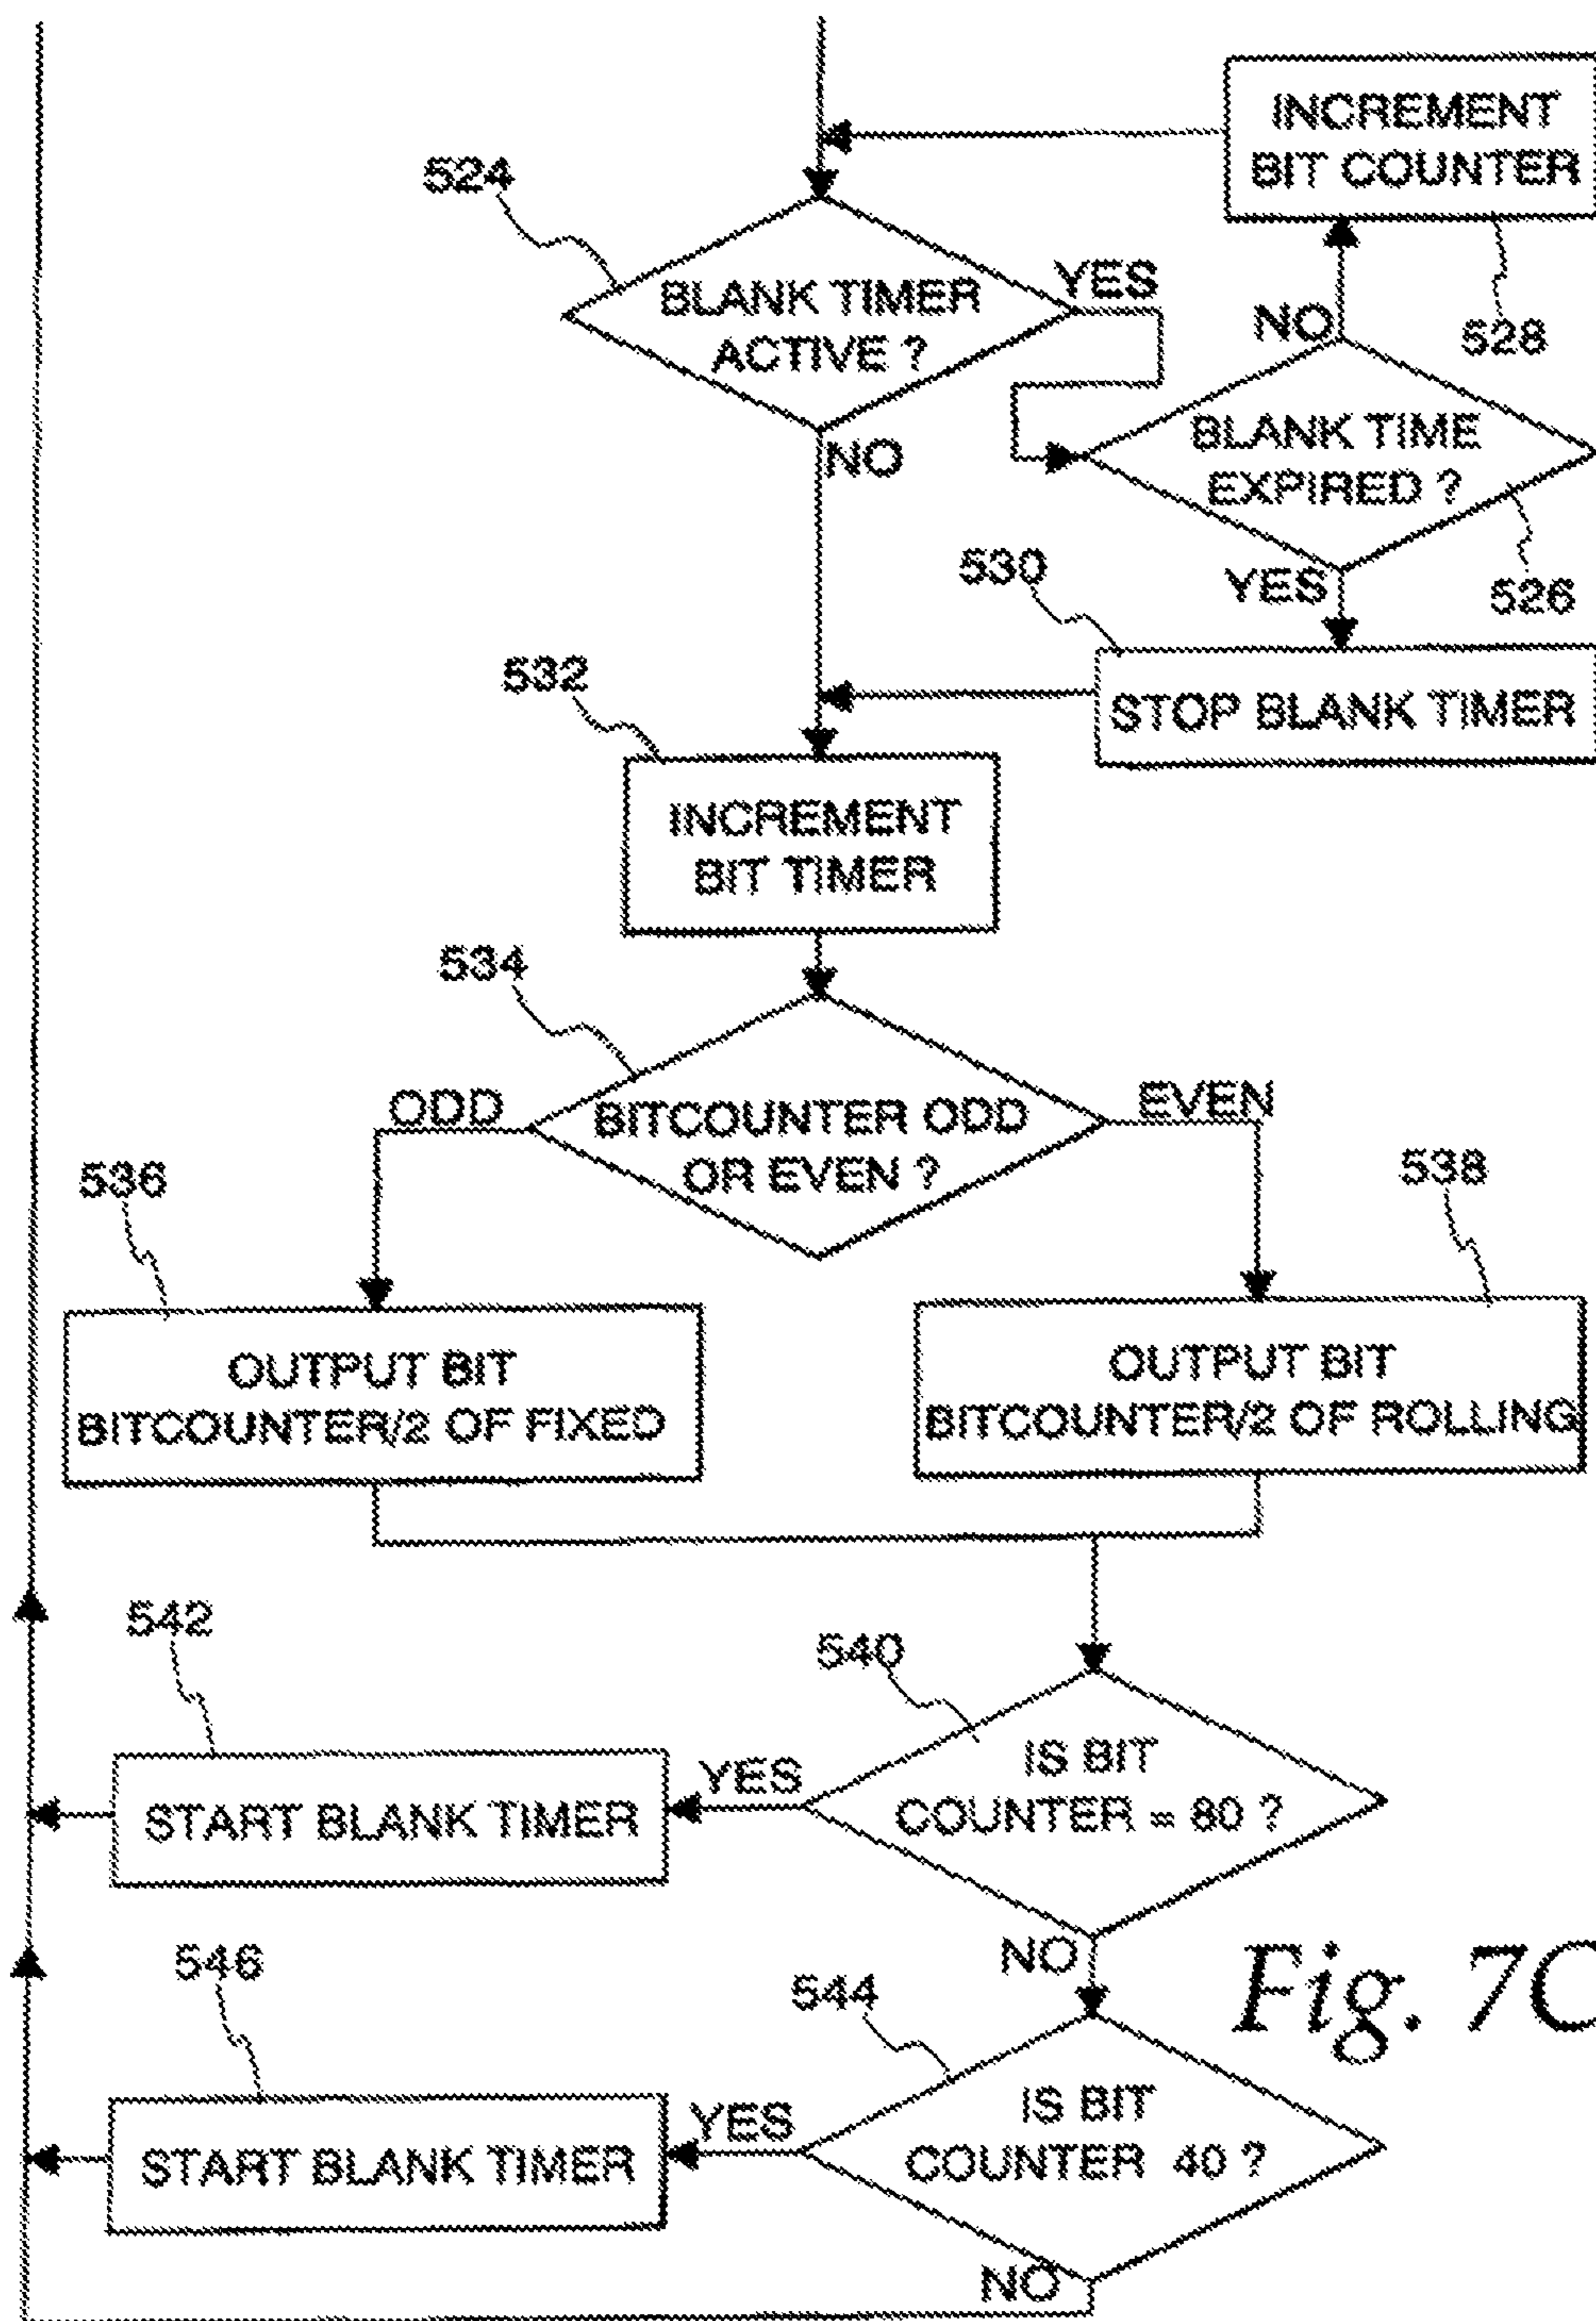 INCREMENT
BIT COUNTER
524
BLANK TIMER
ACTIVE ?
YES
NO
528
NO
BLANK TIME
EXPIRED ?
526
YES
530
STOP BLANK TIMER
532
INCREMENT
BIT TIMER
534
BITCOUNTER ODD
OR EVEN ?
ODD
EVEN
536
538
OUTPUT BIT
BITCOUNTER/2 OF FIXED
OUTPUT BIT
BITCOUNTER/2 OF ROLLING
542
540
IS BIT
COUNTER = 80 ?
YES
START BLANK TIMER
NO
Fig. 7C
546
544
IS BIT
COUNTER 40 ?
YES
START BLANK TIMER
NO